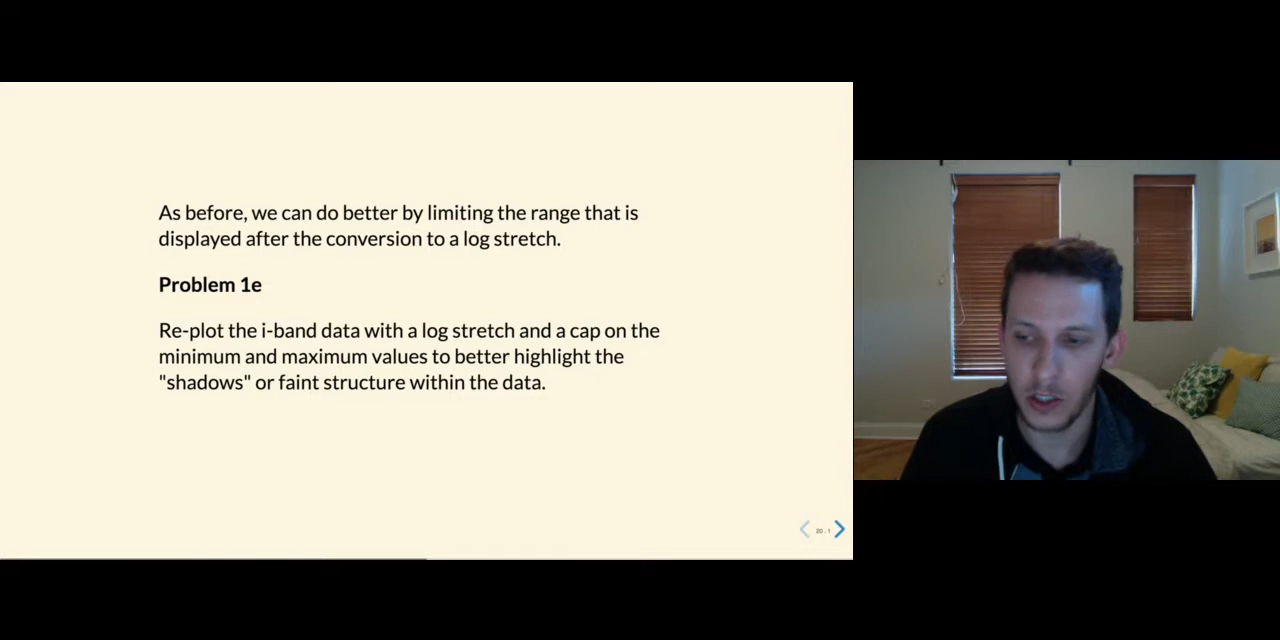 As before, we can do better by limiting the range that is
displayed after the conversion to a log stretch.
Problem 1e
Re-plot the i-band data with a log stretch and a cap on the
minimum and maximum values to better highlight the
"shadows" or faint structure within the data.
20 . 1